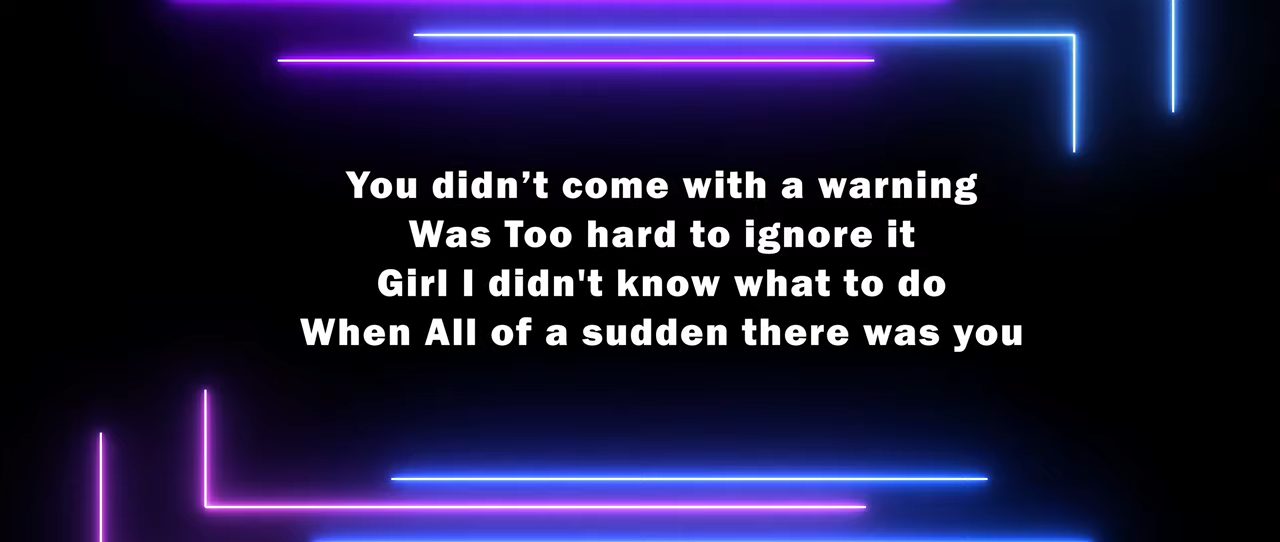 You didn’t come with a warning
Was Too hard to ignore it
Girl I didn't know what to do
When All of a sudden there was you